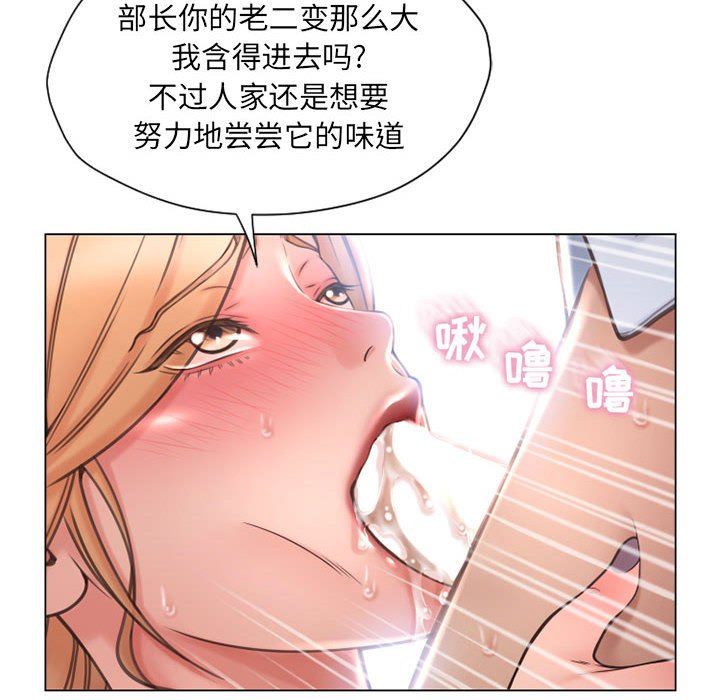 部长你的老二变那么大
我含得进去吗?
不过人家还是想要
努力地尝尝它的味道
啾
噜
噜